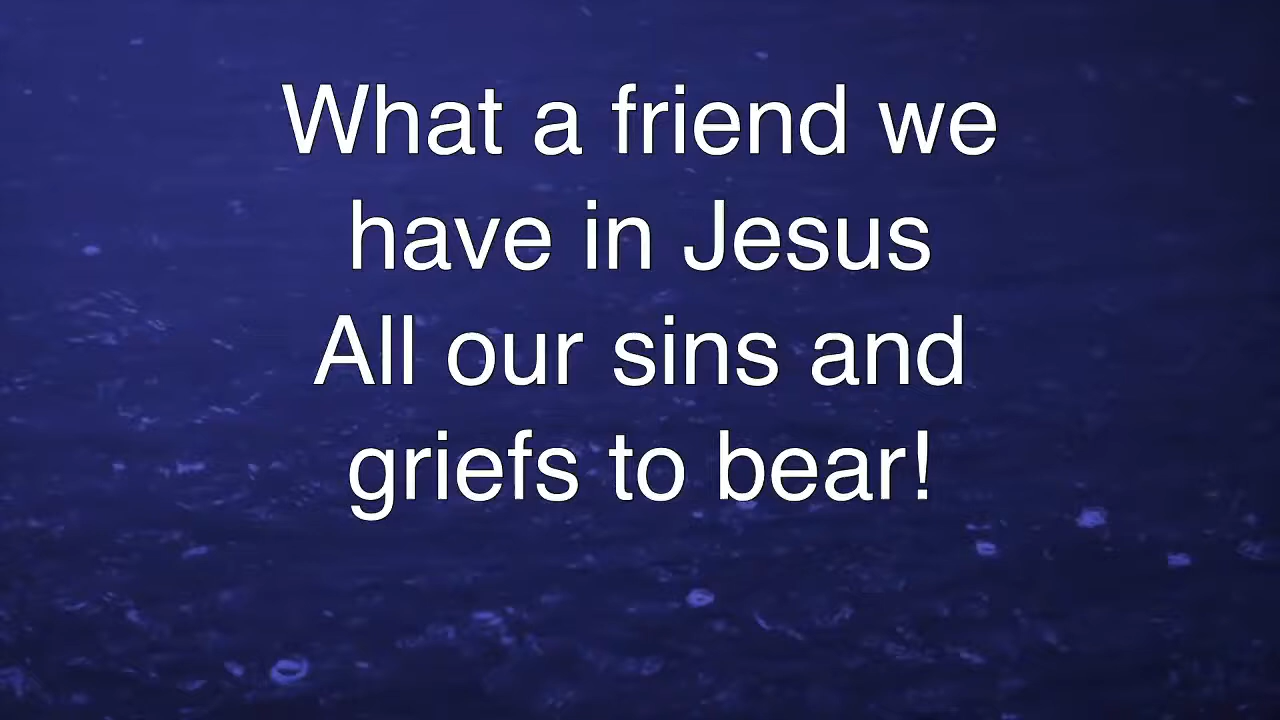 What a friend we
have in Jesus
All our sins and
griefs to bear!